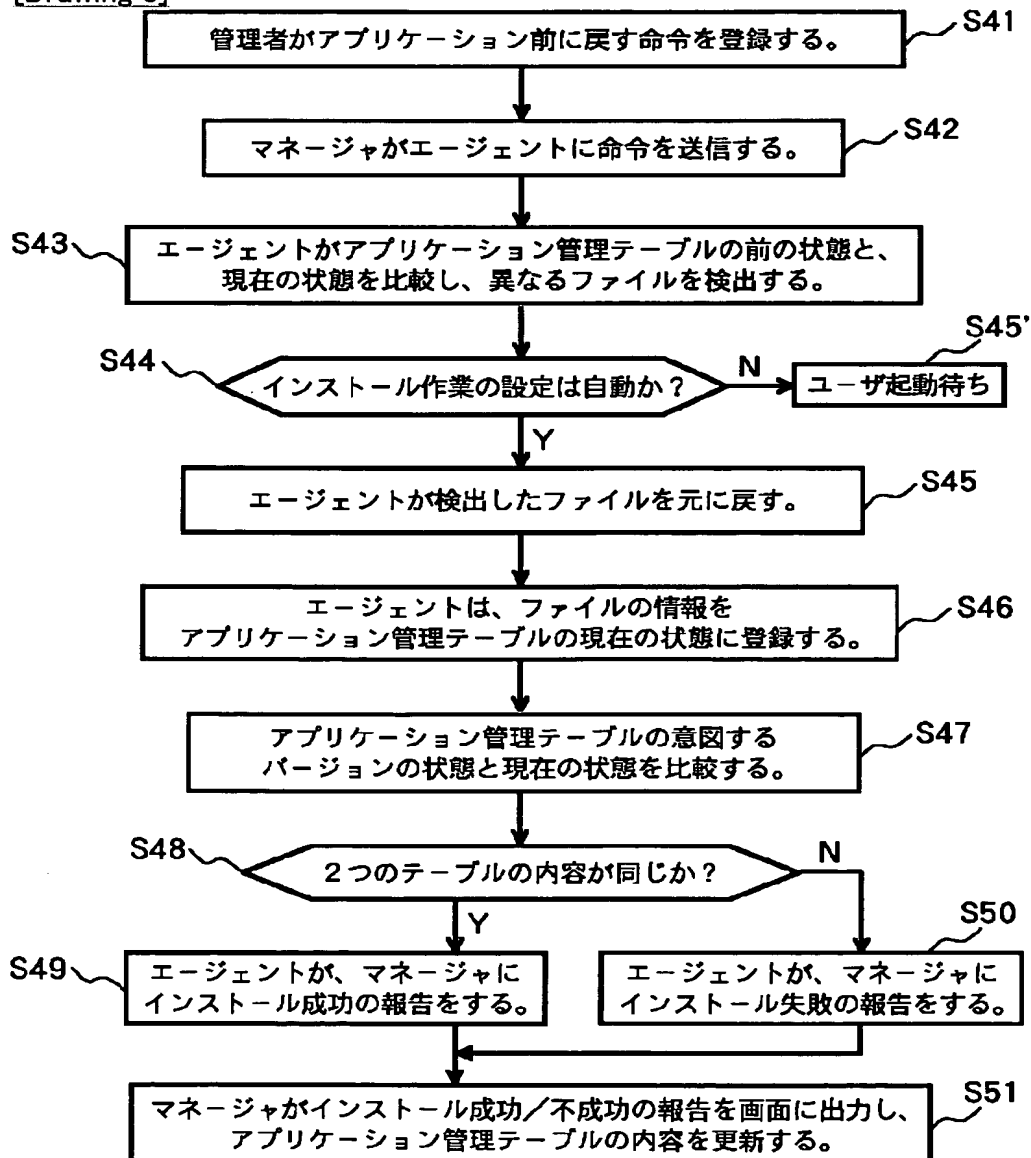 管理者がアプリケーション前に戻す命令を登録する。
S41
マネージャがエージェントに命令を送信する。
S42
S43
エージェントがアプリケーション管理テーブルの前の状態と、
現在の状態を比較し、異なるファイルを検出する。
S44
インストール作業の設定は自動か?
N
S45'
ユーザ起動待ち
Y
エージェントが検出したファイルを元に戻す。
S45
エージェントは、ファイルの情報を
アプリケーション管理テーブルの現在の状態に登録する。
S46
アプリケーション管理テーブルの意図する
バージョンの状態と現在の状態を比較する。
S47
S48
2つのテーブルの内容が同じか?
N
Y
S49
エージェントが、マネージャに
インストール成功の報告をする。
S50
エージェントが、マネージャに
インストール失敗の報告をする。
マネージャがインストール成功/不成功の報告を画面に出力し、
アプリケーション管理テーブルの内容を更新する。
S51